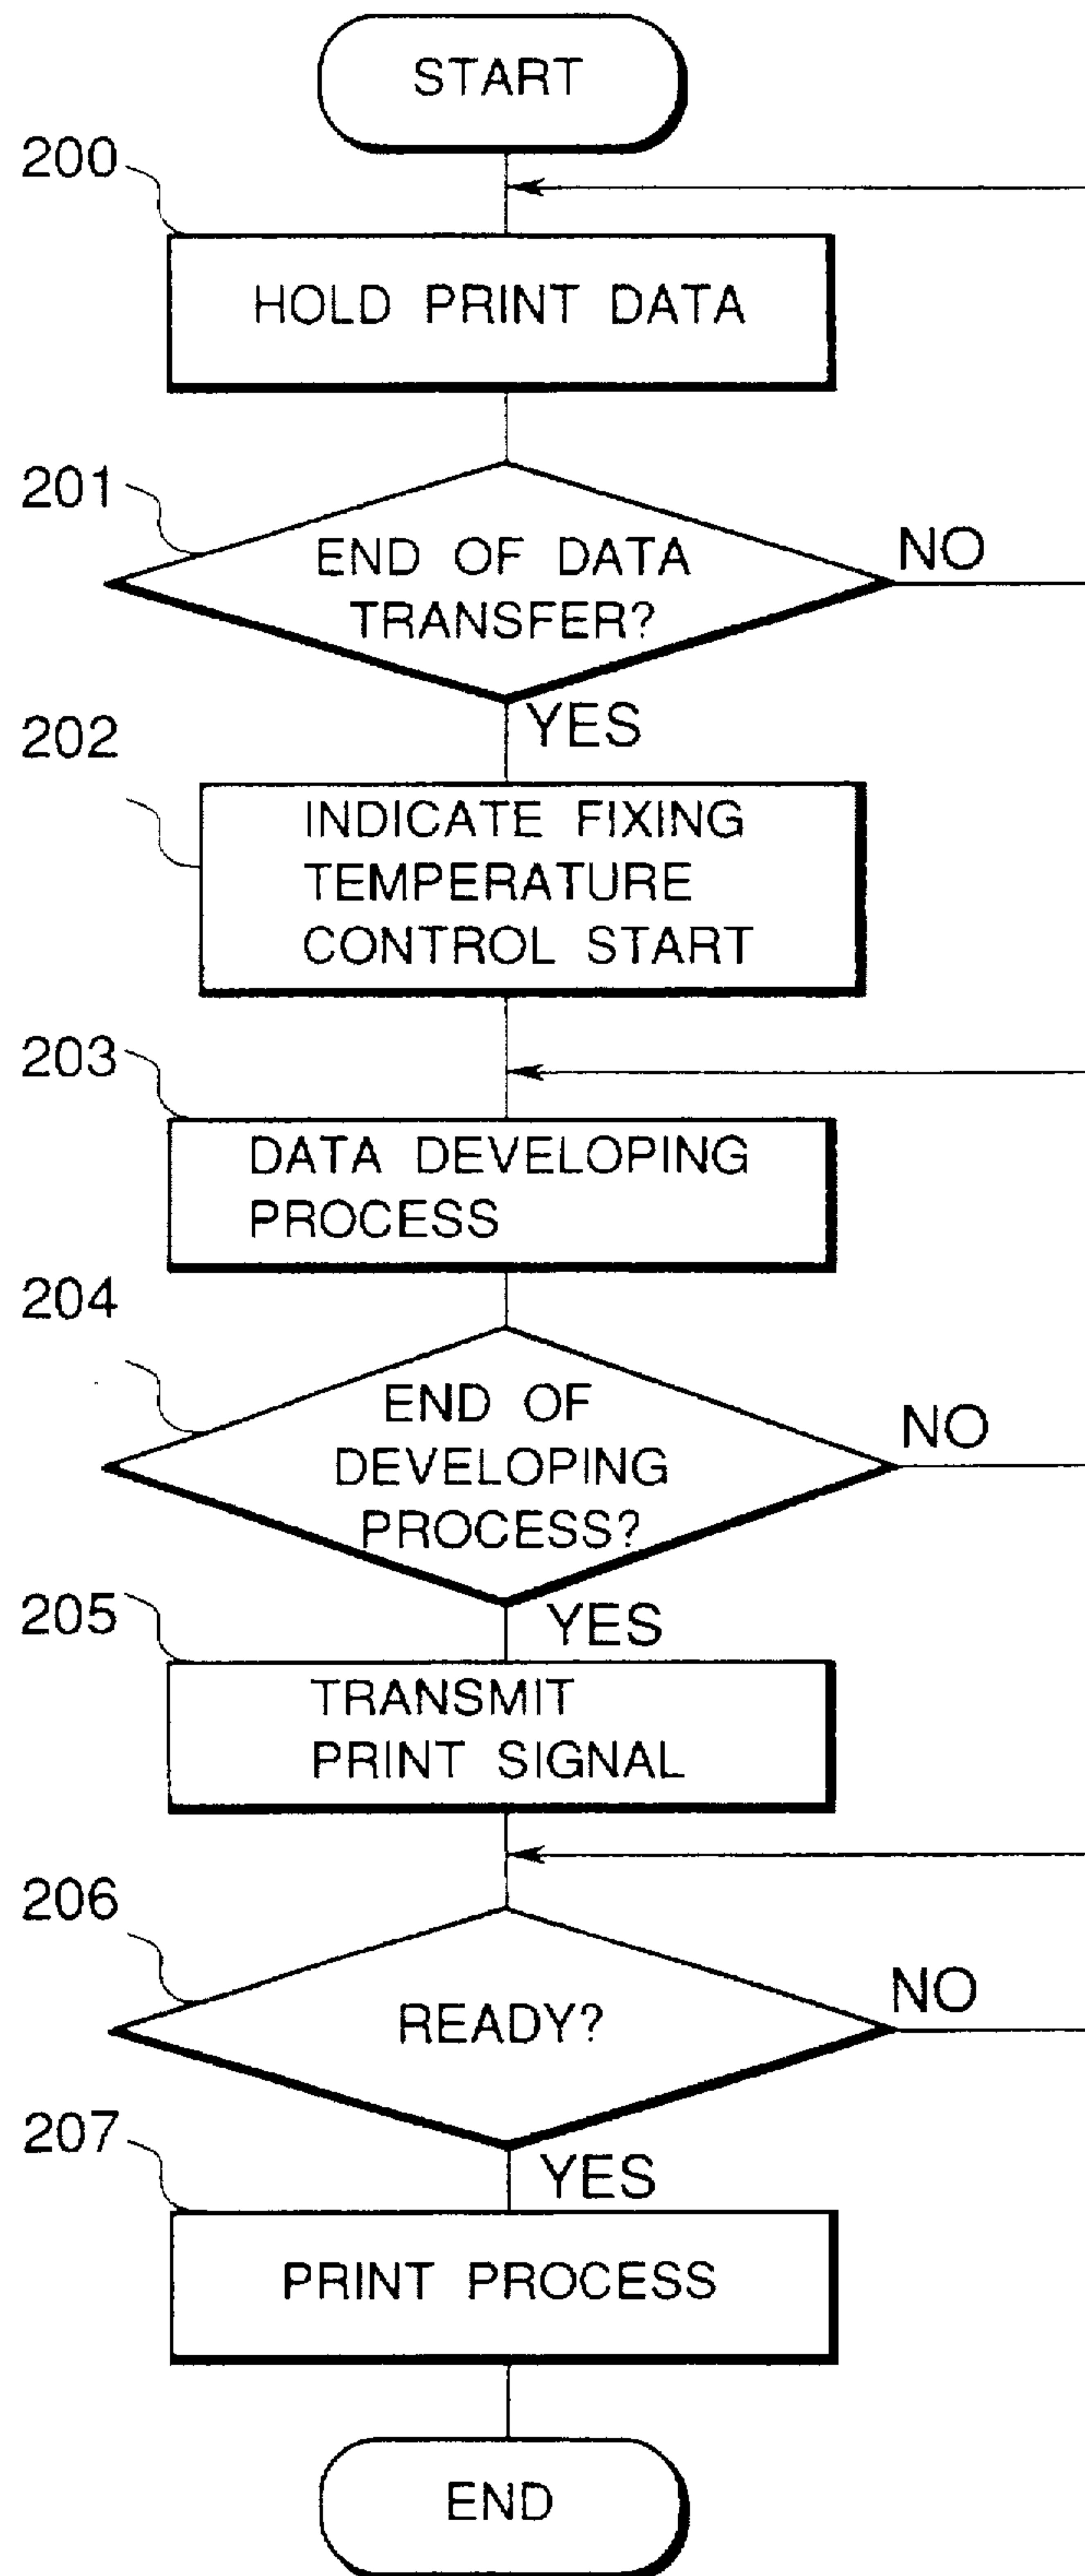 START
200
HOLD PRINT DATA
201
END OF DATA
TRANSFER?
NO
YES
202
INDICATE FIXING
TEMPERATURE
CONTROL START
203
DATA DEVELOPING
PROCESS
204
END OF
DEVELOPING
PROCESS?
NO
YES
205
TRANSMIT
PRINT SIGNAL
206
READY?
NO
YES
207
PRINT PROCESS
END